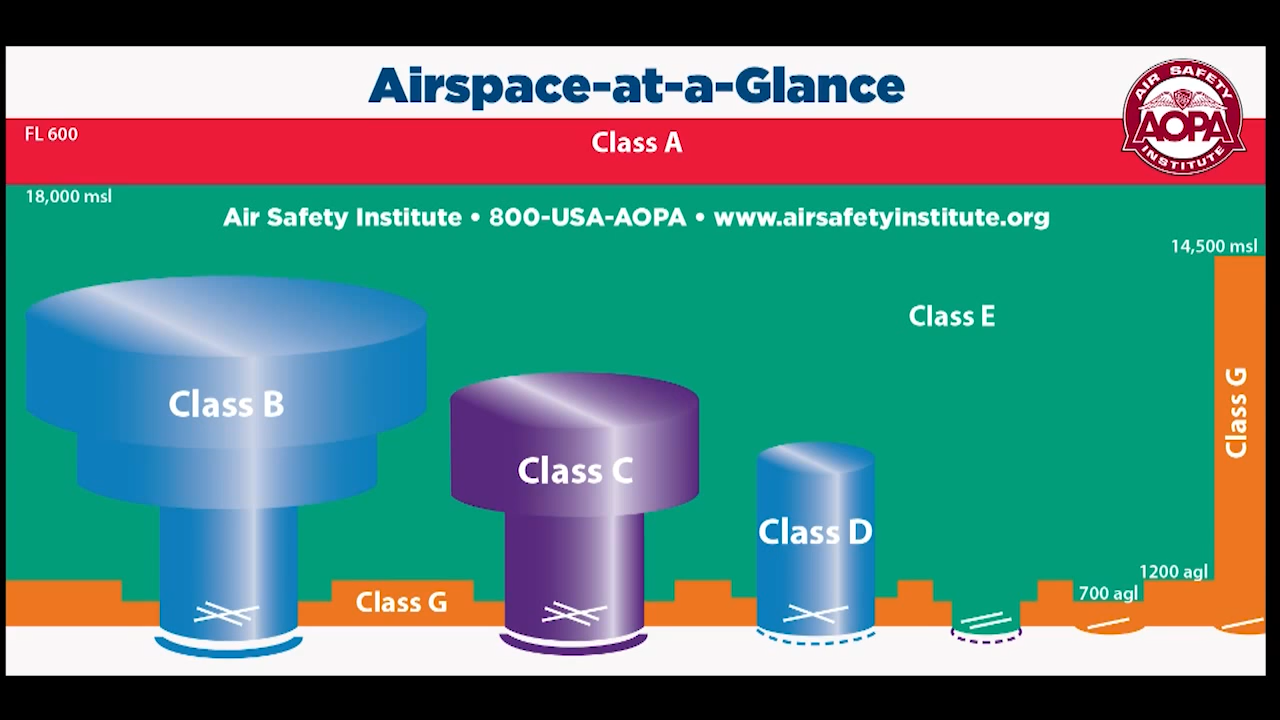 Airspace-at-a-Glance
AIR SAFETY
AOPA
INSTITUTE
FL 600
Class A
18,000 msl
Air Safety Institute • 800-USA-AOPA • www.airsafetyinstitute.org
14,500 msl
Class E
Class G
Class B
Class C
Class D
1200 agl
700 agl
Class G